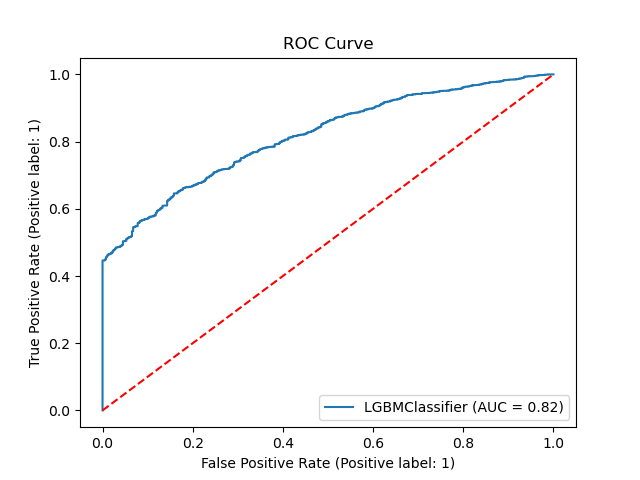 ROC Curve
True Positive Rate (Positive label: 1)
1.0
0.8
0.6
0.4
0.2
0.0
LGBMClassifier (AUC = 0.82)
0.0 0.2 0.4 0.6 0.8 1.0
False Positive Rate (Positive label: 1)